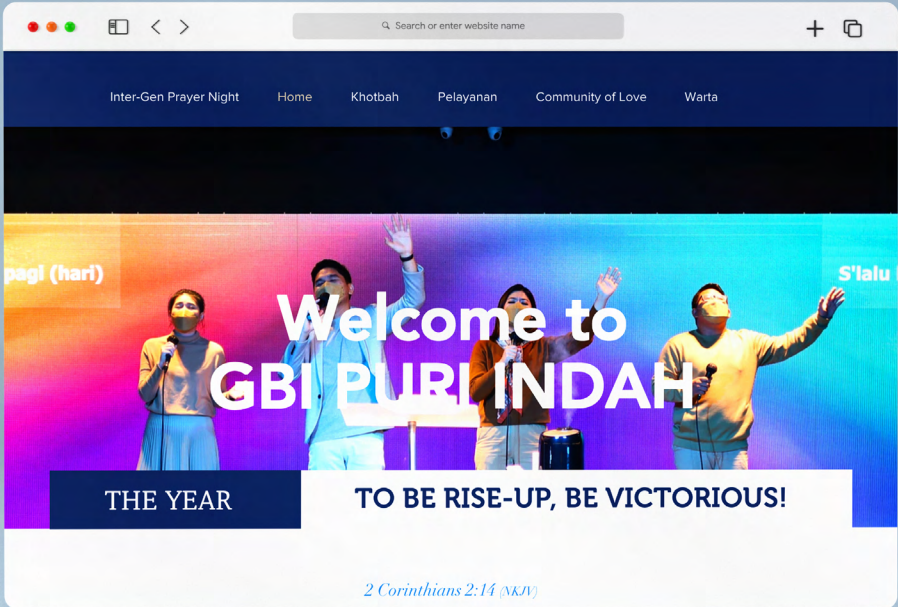 Search or enter website name
Inter-Gen Prayer Night Home Khotbah Pelayanan Community of Love Warta
pagi (hari)
S'lalu
Welcome to
GBI PURI INDAH
THE YEAR
TO BE RISE-UP, BE VICTORIOUS!
2 Corinthians 2:14 (NKJV)